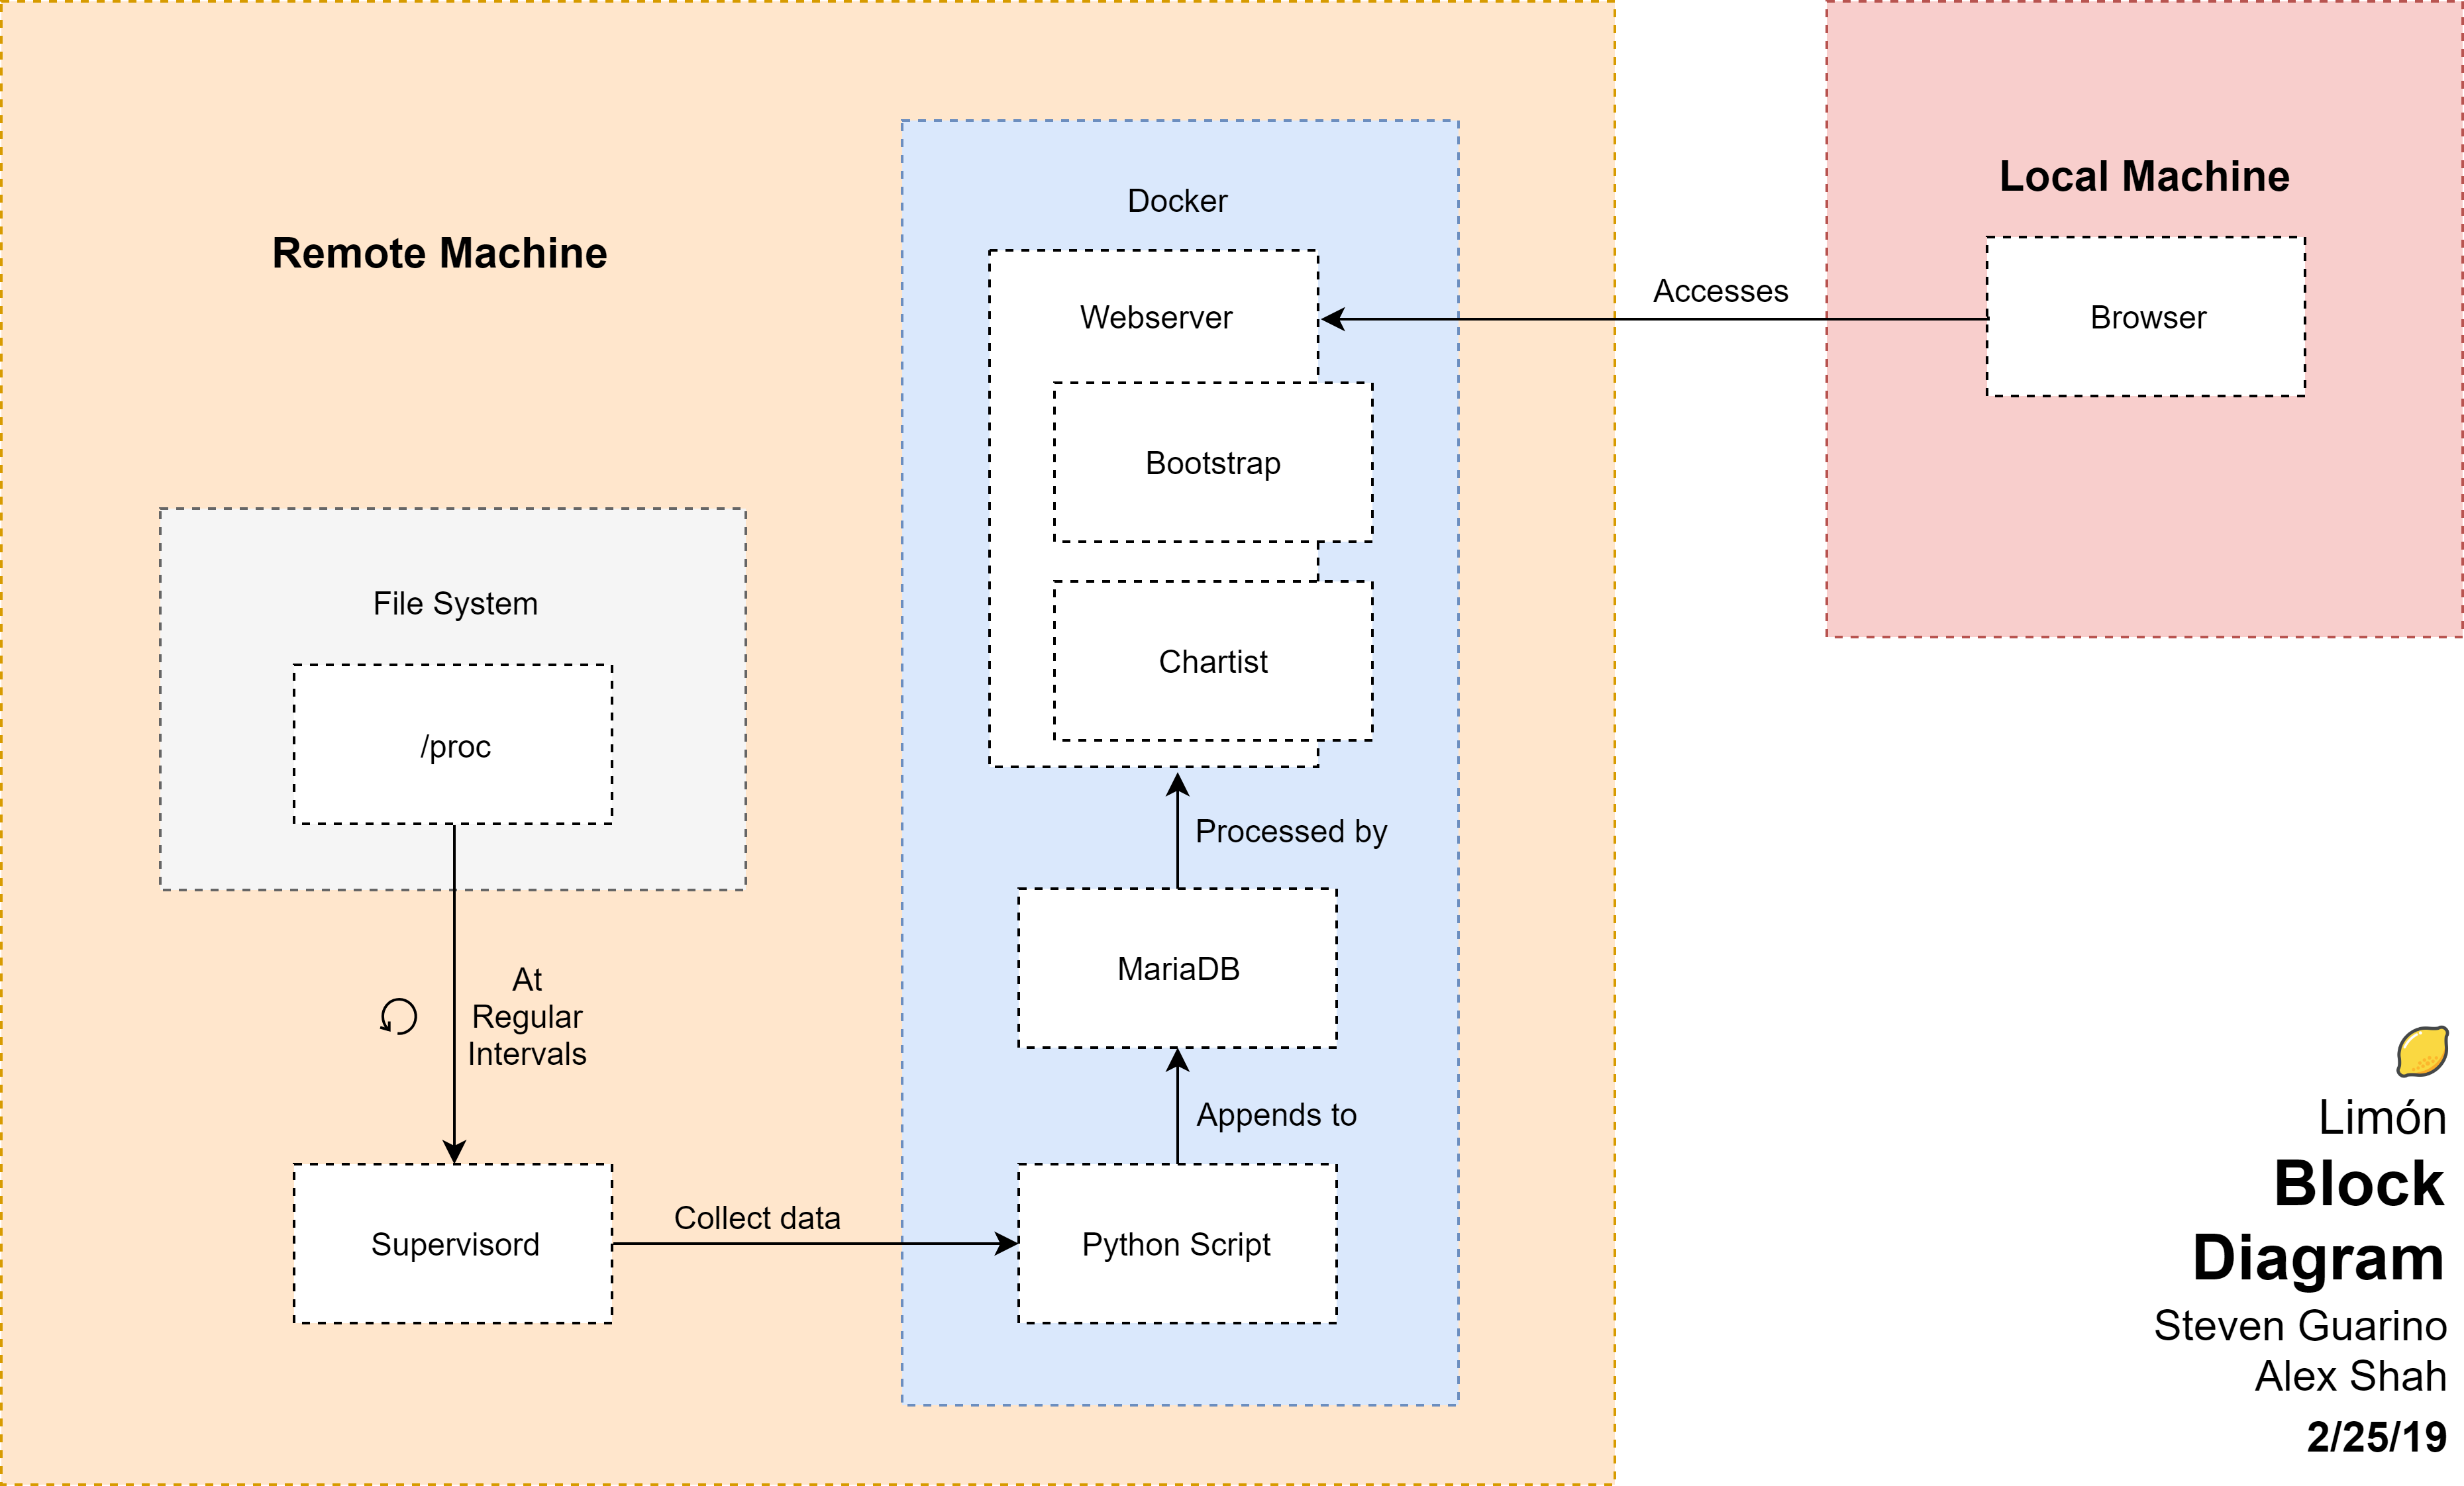 Remote Machine
File System
/proc
At
Regular
Intervals
Supervisord
Collect data
Docker
Webserver
Bootstrap
Chartist
Processed by
MariaDB
Appends to
Python Script
Accesses
Local Machine
Browser
Limón
Block
Diagram
Steven Guarino
Alex Shah
2/25/19